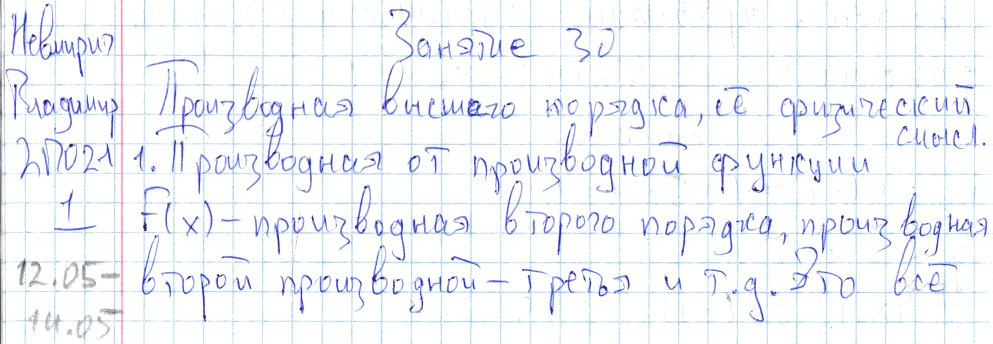 Невмирич
Владимир
2ПО21
1
12.05-
14.05
Занятие 30
Производная высшего порядка, её физический
смысл.
1. Производная от производной функции
F(x) - производная второго порядка, производная
второй производной - третья и т.д. Это всё